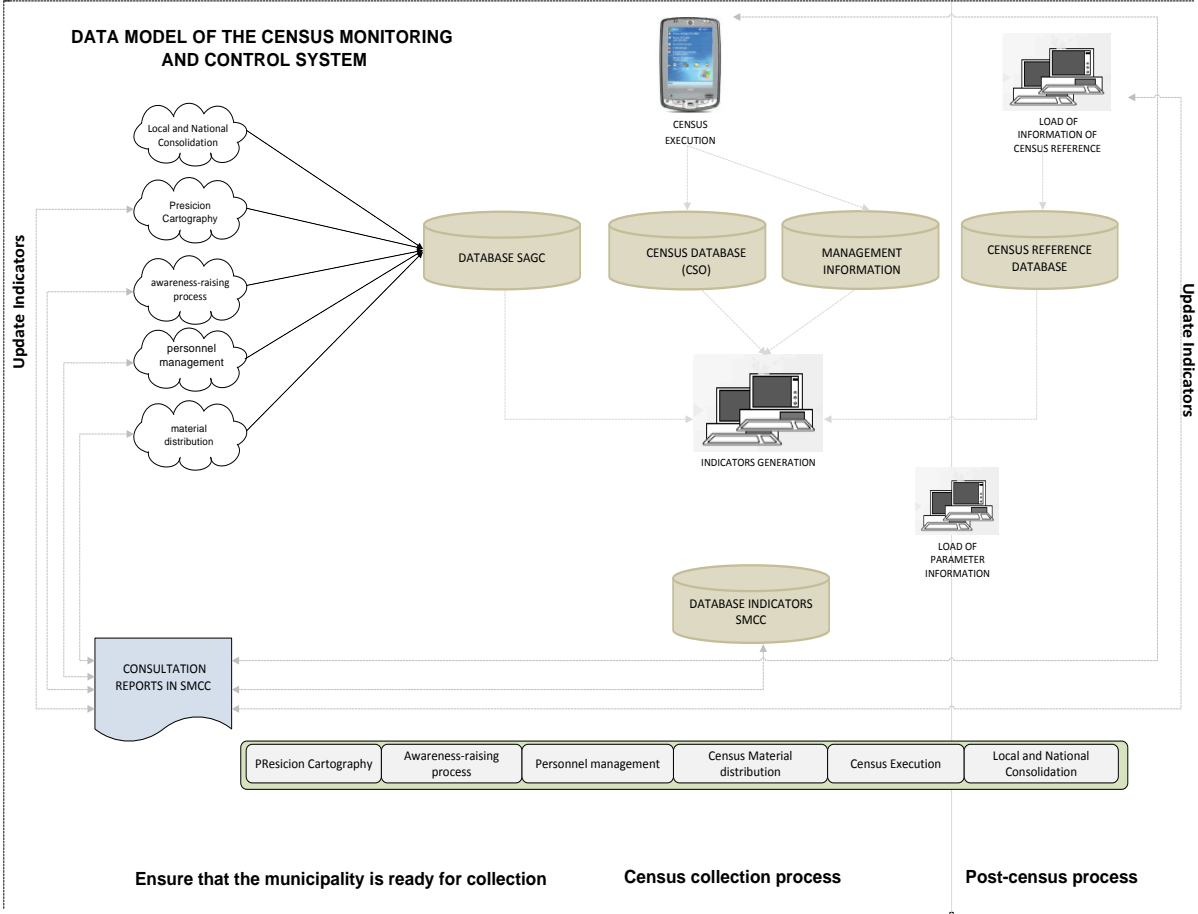 DATA MODEL OF THE CENSUS MONITORING
AND CONTROL SYSTEM
CENSUS
EXECUTION
LOAD OF
INFORMATION OF
CENSUS REFERENCE
Local and National
Consolidation
Presicion
Cartography
awareness-raising
process
personnel
management
material
distribution
Update Indicators
DATABASE SAGC
CENSUS DATABASE
(CSO)
MANAGEMENT
INFORMATION
CENSUS REFERENCE
DATABASE
Update Indicators
INDICATORS GENERATION
LOAD OF
PARAMETER
INFORMATION
DATABASE INDICATORS
SMCC
CONSULTATION
REPORTS IN SMCC
PResicion Cartography
Awareness-raising
process
Personnel management
Census Material
distribution
Census Execution
Local and National
Consolidation
Ensure that the municipality is ready for collection
Census collection process
Post-census process